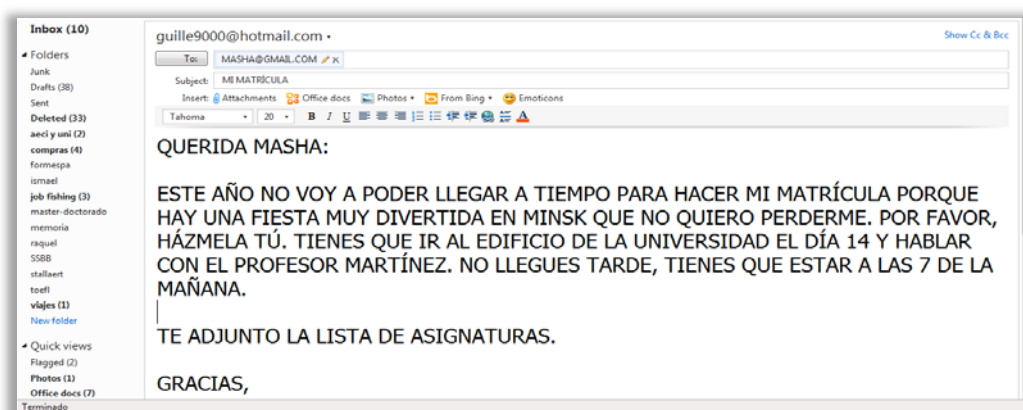 Inbox (10)
guille9000@hotmail.com
Show Cc & Bcc
Folders
To: MASHA@GMAIL.COM
Junk
Subject: MI MATRÍCULA
Drafts (38)
Insert: Attachments Office docs Photos From Bing Emoticons
Sent
Tahoma 20 B I U A
Deleted (33)
aeci y uni (2)
compras (4)
formespa
ismael
job fishing (3)
master-doctorado
memoria
raquel
SSBB
stallaert
toefl
viajes (1)
New folder
Quick views
Flagged (2)
Photos (1)
Office docs (7)
Terminado
QUERIDA MASHA:
ESTE AÑO NO VOY A PODER LLEGAR A TIEMPO PARA HACER MI MATRÍCULA PORQUE
HAY UNA FIESTA MUY DIVERTIDA EN MINSK QUE NO QUIERO PERDERME. POR FAVOR,
HÁZMELA TÚ. TIENES QUE IR AL EDIFICIO DE LA UNIVERSIDAD EL DÍA 14 Y HABLAR
CON EL PROFESOR MARTÍNEZ. NO LLEGUES TARDE, TIENES QUE ESTAR A LAS 7 DE LA
MAÑANA.
TE ADJUNTO LA LISTA DE ASIGNATURAS.
GRACIAS,